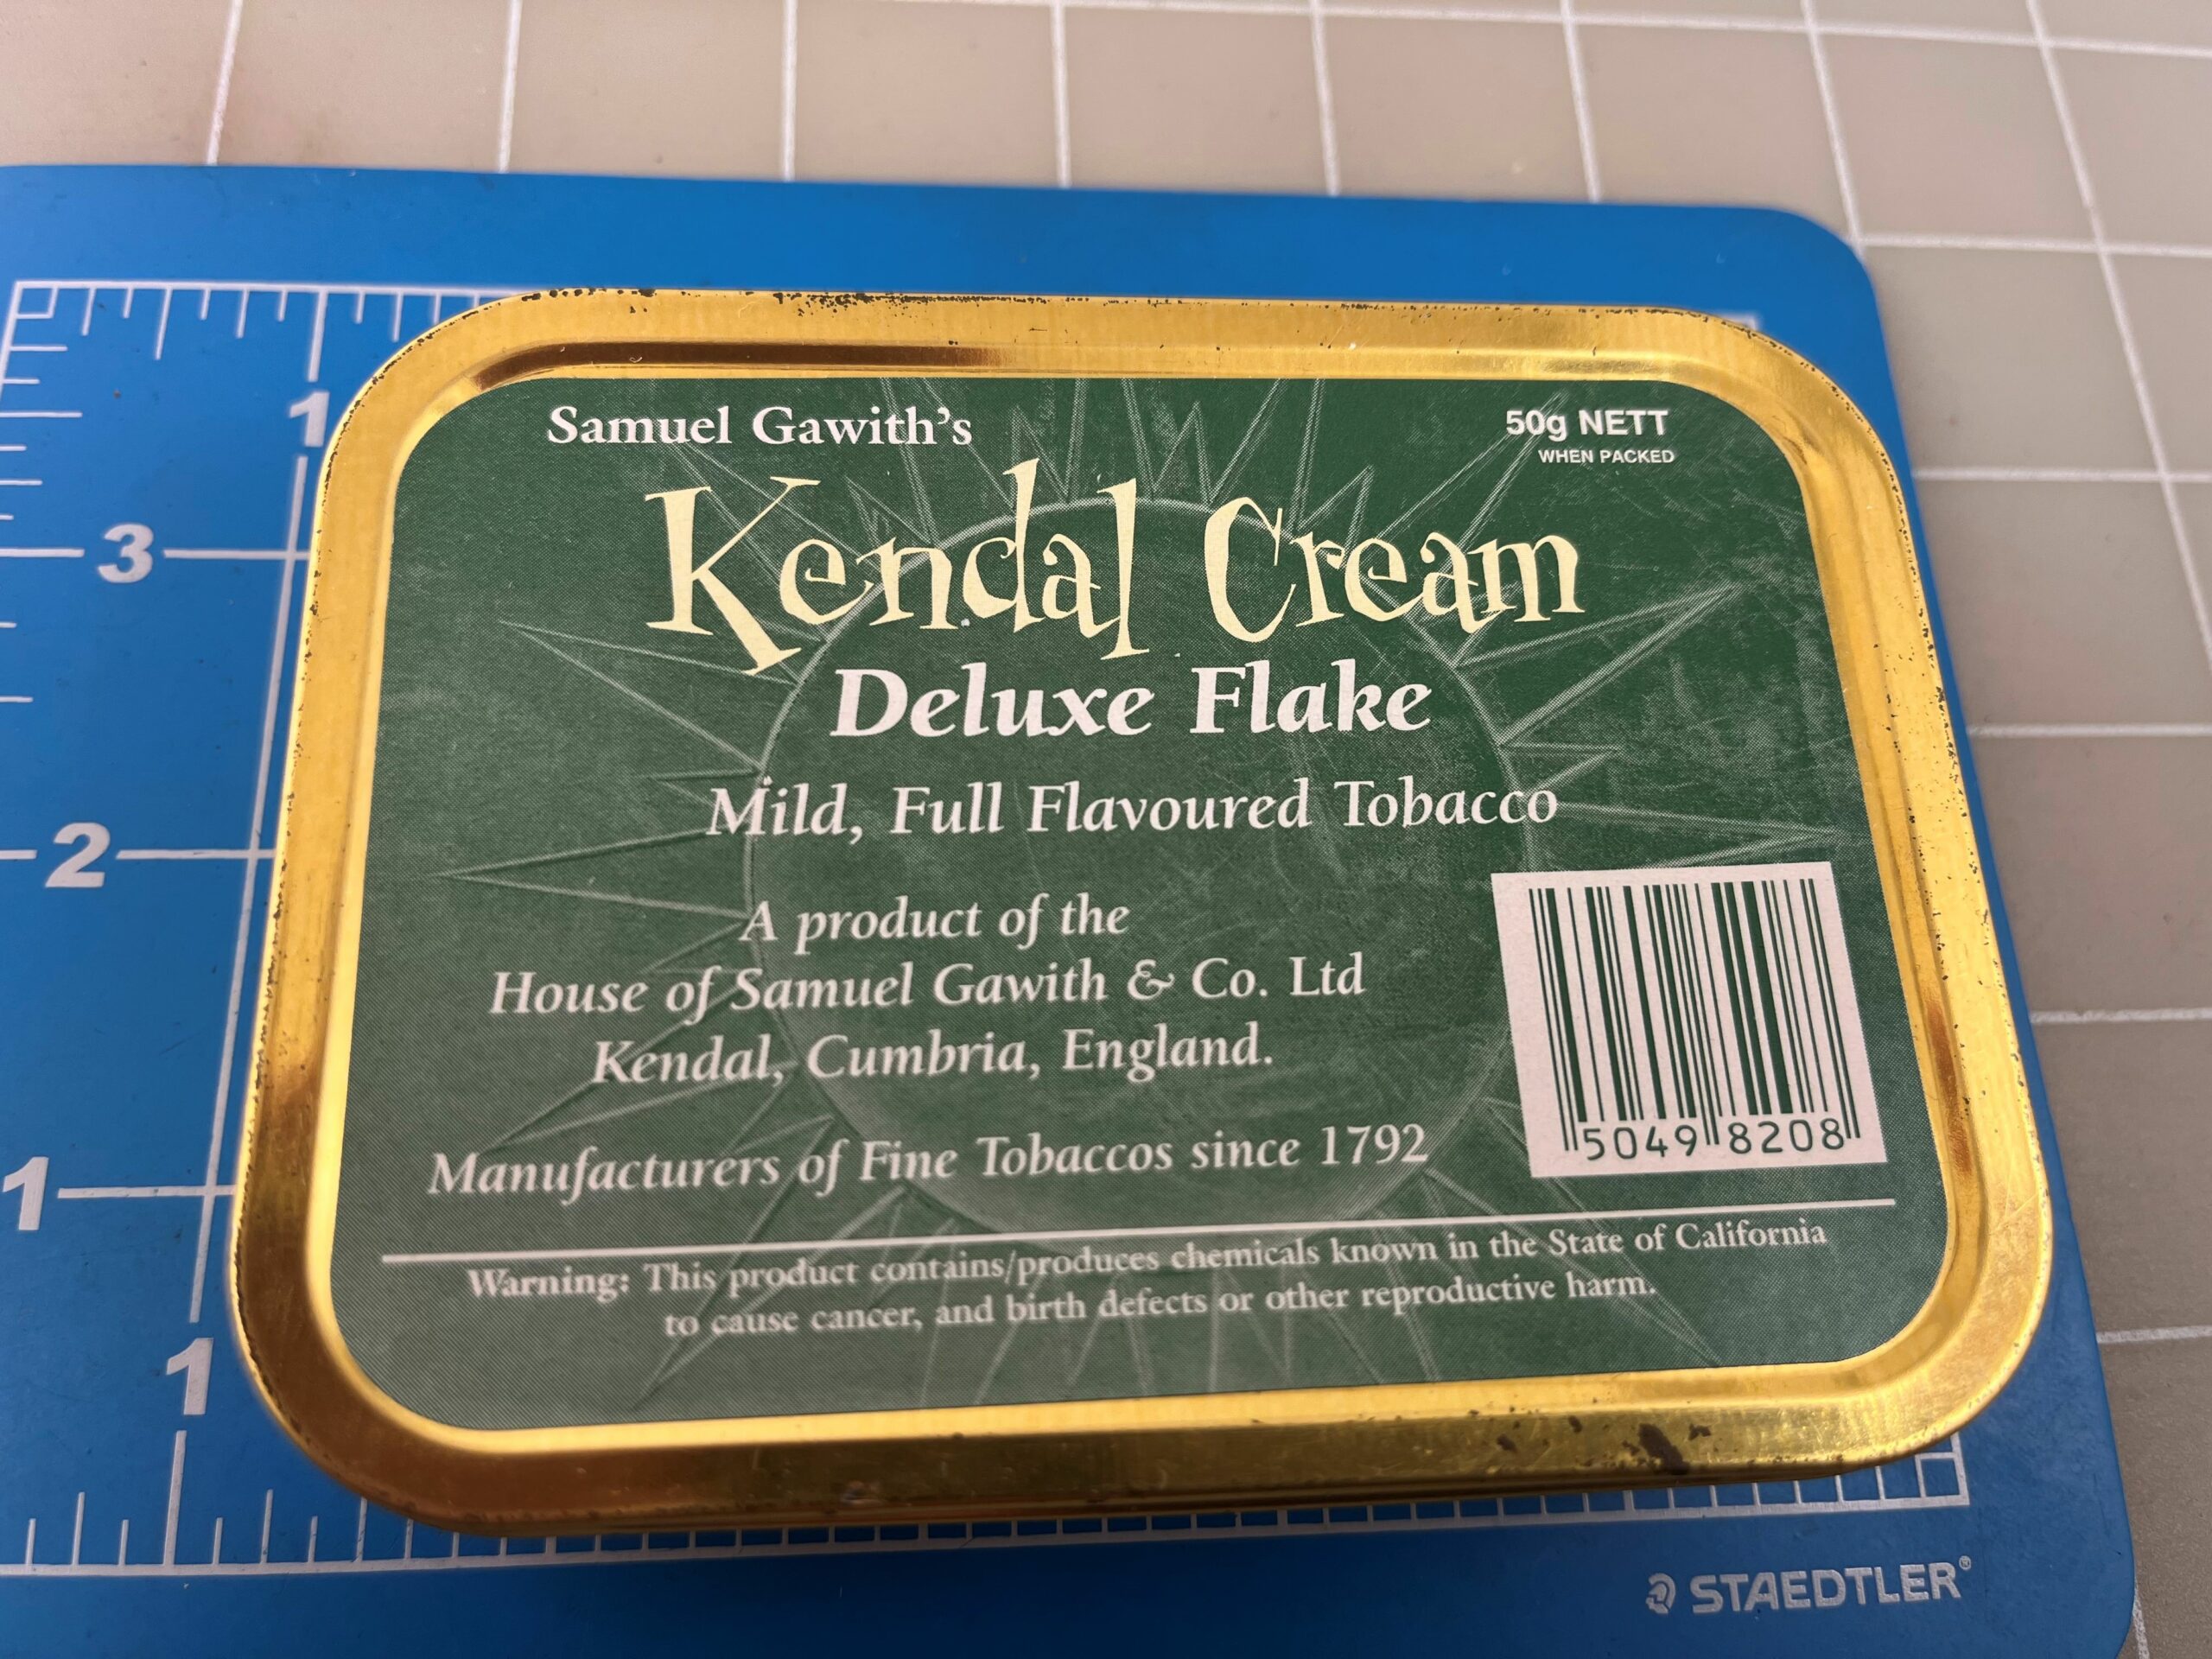 Samuel Gawith's
50g NETT
WHEN PACKED
Kendal Cream
Deluxe Flake
Mild, Full Flavoured Tobacco
A product of the
House of Samuel Gawith & Co. Ltd
Kendal, Cumbria, England.
Manufacturers of Fine Tobaccos since 1792
5049 8208
Warning: This product contains/produces chemicals known in the State of California
to cause cancer, and birth defects or other reproductive harm.
1
3
2
1
1
STAEDTLER®